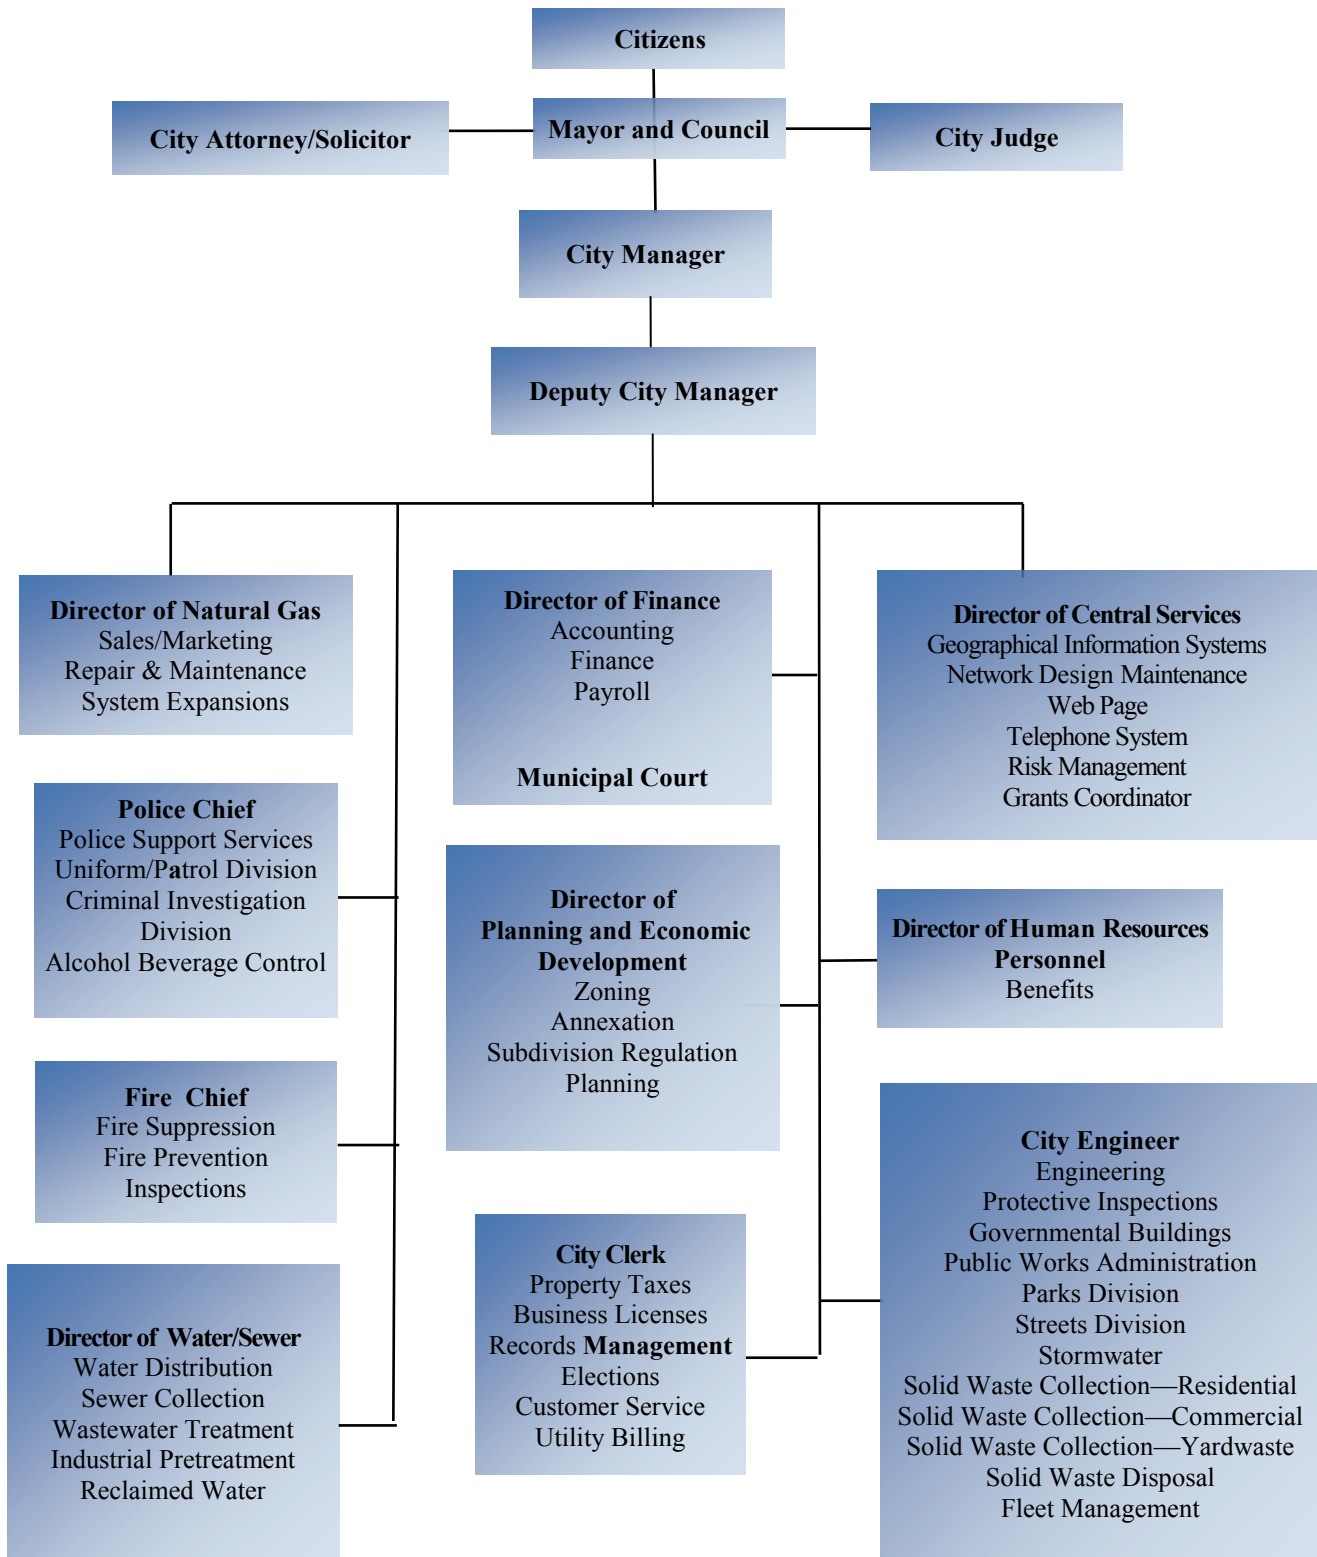 Citizens
City Attorney/Solicitor
Mayor and Council
City Judge
City Manager
Deputy City Manager
Director of Natural Gas
Sales/Marketing
Repair & Maintenance
System Expansions
Director of Finance
Accounting
Finance
Payroll
Municipal Court
Director of Central Services
Geographical Information Systems
Network Design Maintenance
Web Page
Telephone System
Risk Management
Grants Coordinator
Police Chief
Police Support Services
Uniform/Patrol Division
Criminal Investigation
Division
Alcohol Beverage Control
Director of
Planning and Economic
Development
Zoning
Annexation
Subdivision Regulation
Planning
Director of Human Resources
Personnel
Benefits
Fire Chief
Fire Suppression
Fire Prevention
Inspections
City Engineer
Engineering
Protective Inspections
Governmental Buildings
Public Works Administration
Parks Division
Streets Division
Stormwater
Solid Waste Collection—Residential
Solid Waste Collection—Commercial
Solid Waste Collection—Yardwaste
Solid Waste Disposal
Fleet Management
City Clerk
Property Taxes
Business Licenses
Records Management
Elections
Customer Service
Utility Billing
Director of Water/Sewer
Water Distribution
Sewer Collection
Wastewater Treatment
Industrial Pretreatment
Reclaimed Water